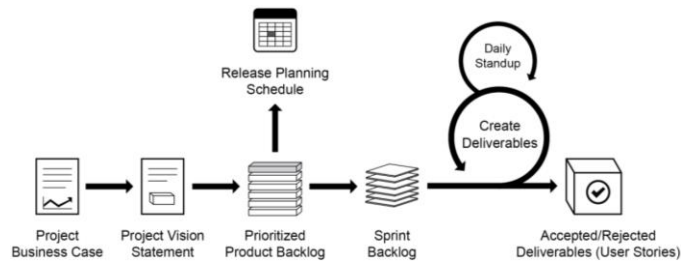 Release Planning
Schedule
Daily
Standup
Create
Deliverables
Project
Business Case
Project Vision
Statement
Prioritized
Product Backlog
Sprint
Backlog
Accepted/Rejected
Deliverables (User Stories)